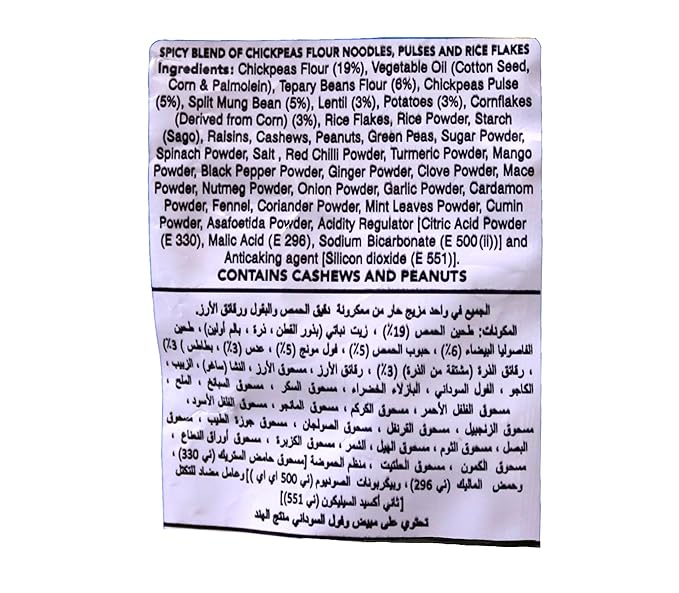 SPICY BLEND OF CHICKPEAS FLOUR NOODLES, PULSES AND RICE FLAKES
Ingredients: Chickpeas Flour (19%), Vegetable Oil (Cotton Seed,
Corn & Palmolein), Tepary Beans Flour (6%), Chickpeas Pulse
(5%), Split Mung Bean (5%), Lentil (3%), Potatoes (3%), Cornflakes
(Derived from Corn) (3%), Rice Flakes, Rice Powder, Starch
(Sago), Raisins, Cashews, Peanuts, Green Peas, Sugar Powder,
Spinach Powder, Salt , Red Chilli Powder, Turmeric Powder, Mango
Powder, Black Pepper Powder, Ginger Powder, Clove Powder, Mace
Powder, Nutmeg Powder, Onion Powder, Garlic Powder, Cardamom
Powder, Fennel, Coriander Powder, Mint Leaves Powder, Cumin
Powder, Asafoetida Powder, Acidity Regulator [Citric Acid Powder
(E 330), Malic Acid (E 296), Sodium Bicarbonate (E 500(ii))] and
Anticaking agent [Silicon dioxide (E 551)].
CONTAINS CASHEWS AND PEANUTS
الجميع في واحد مزيج حار من ممكرونة دقيق الحمص والبقول ورقائق الأرز.
المكونات: طحين الحمص (19٪) ، زيت نباتي (بذور القطن ، ذرة ، بالم أولين) ، طحين
الفاصوليا البيضاء (6٪) ، حبوب الحمص (5٪) ، فول مونج (5٪) ، عدس (3٪) ، بطاطس ) 3٪)
، رقائق الذرة (مشتقة من الذرة) (3٪) ، رقائق الأرز ، مسحوق الأرز ، النشا (ساغو) ، الزبيب ،
الكاجو ، الفول السوداني ، البازلاء الخضراء ، مسحوق السكر ، مسحوق السبانخ ، الملح ،
مسحوق الفلفل الأحمر ، مسحوق الكركم ، مسحوق المانجو ، مسحوق الفلفل الأسود ،
مسحوق الزنجبيل ، مسحوق القرنفل ، مسحوق الصولجان ، مسحوق جوزة الطيب ، مسحوق
البصل ، مسحوق الثوم ، مسحوق الهيل ، الشمر ، مسحوق الكزبرة ، مسحوق أوراق النعناع ،
مسحوق الكمون ، مسحوق الحلتيت ، منظم الحموضة [مسحوق حامض الستريك (ئي 330) ،
وحمض الماليك (ئي 296) ، وبيكربونات الصوديوم (ئي 500 اي اي )] وعامل مضاد للتكتل
[ثاني أكسيد السيليكون (ئي 551)]
تحتوي على مبيض وفول السوداني منتج الهند